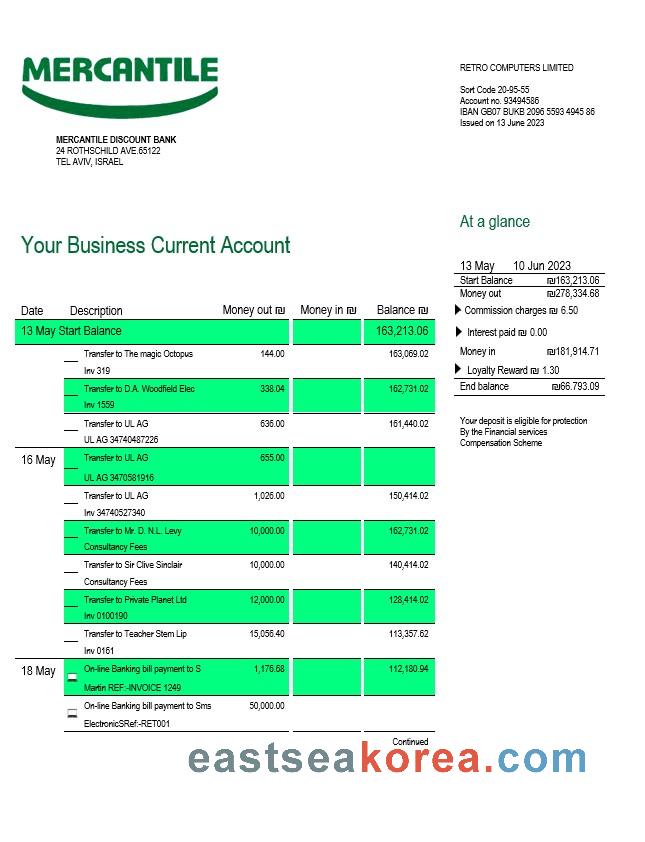 MERCANTILE
MERCANTILE DISCOUNT BANK
24 ROTHSCHILD AVE.65122
TEL AVIV, ISRAEL
RETRO COMPUTERS LIMITED
Sort Code 20-95-55
Account no. 93494586
IBAN GB07 BUKB 2096 5593 4945 86
Issued on 13 June 2023
Your Business Current Account
At a glance
13 May 10 Jun 2023
Start Balance ₪163,213.06
Money out ₪278,334.68
Commission charges ₪ 6.50
Interest paid ₪ 0.00
Money in ₪181,914.71
Loyalty Reward ₪ 1.30
End balance ₪66.793.09
Your deposit is eligible for protection
By the Financial services
Compensation Scheme
Date Description Money out ₪ Money in ₪ Balance ₪
13 May Start Balance 163,213.06
Transfer to The magic Octopus 144.00 163,069.02
Inv 319
Transfer to D.A. Woodfield Elec 338.04 162,731.02
Inv 1559
Transfer to UL AG 636.00 161,440.02
UL AG 34740487226
16 May Transfer to UL AG 655.00
UL AG 3470581916
Transfer to UL AG 1,026.00 150,414.02
Inv 34740527340
Transfer to Mr. D. N.L. Levy 10,000.00 162,731.02
Consultancy Fees
Transfer to Sir Clive Sinclair 10,000.00 140,414.02
Consultancy Fees
Transfer to Private Planet Ltd 12,000.00 128,414.02
Inv 0100190
Transfer to Teacher Stem Lip 15,056.40 113,357.62
Inv 0161
18 May On-line Banking bill payment to S 1,176.68 112,180.94
Martin REF:-INVOICE 1249
On-line Banking bill payment to Sms 50,000.00
ElectronicSRef:-RET001
Continued
eastseakorea.com